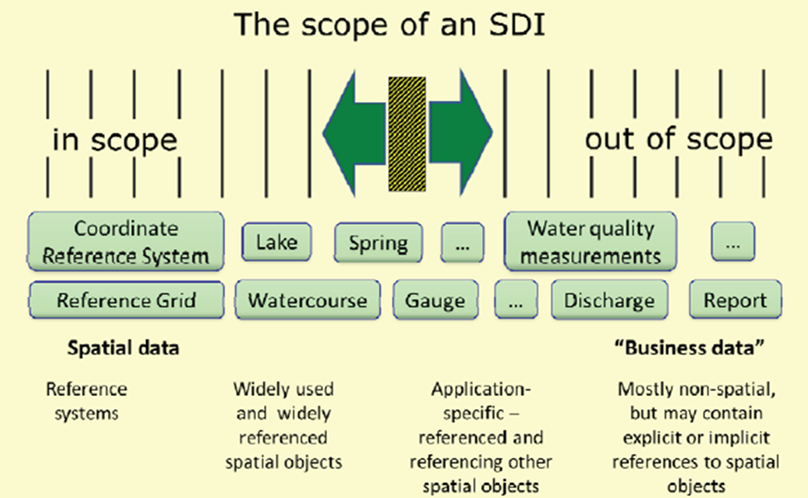 The scope of an SDI
in scope
out of scope
Coordinate
Reference System
Lake
Spring
...
Water quality
measurements
...
Reference Grid
Watercourse
Gauge
...
Discharge
Report
Spatial data
“Business data”
Reference
systems
Widely used
and widely
referenced
spatial objects
Application-
specific –
referenced and
referencing other
spatial objects
Mostly non-spatial,
but may contain
explicit or implicit
references to spatial
objects